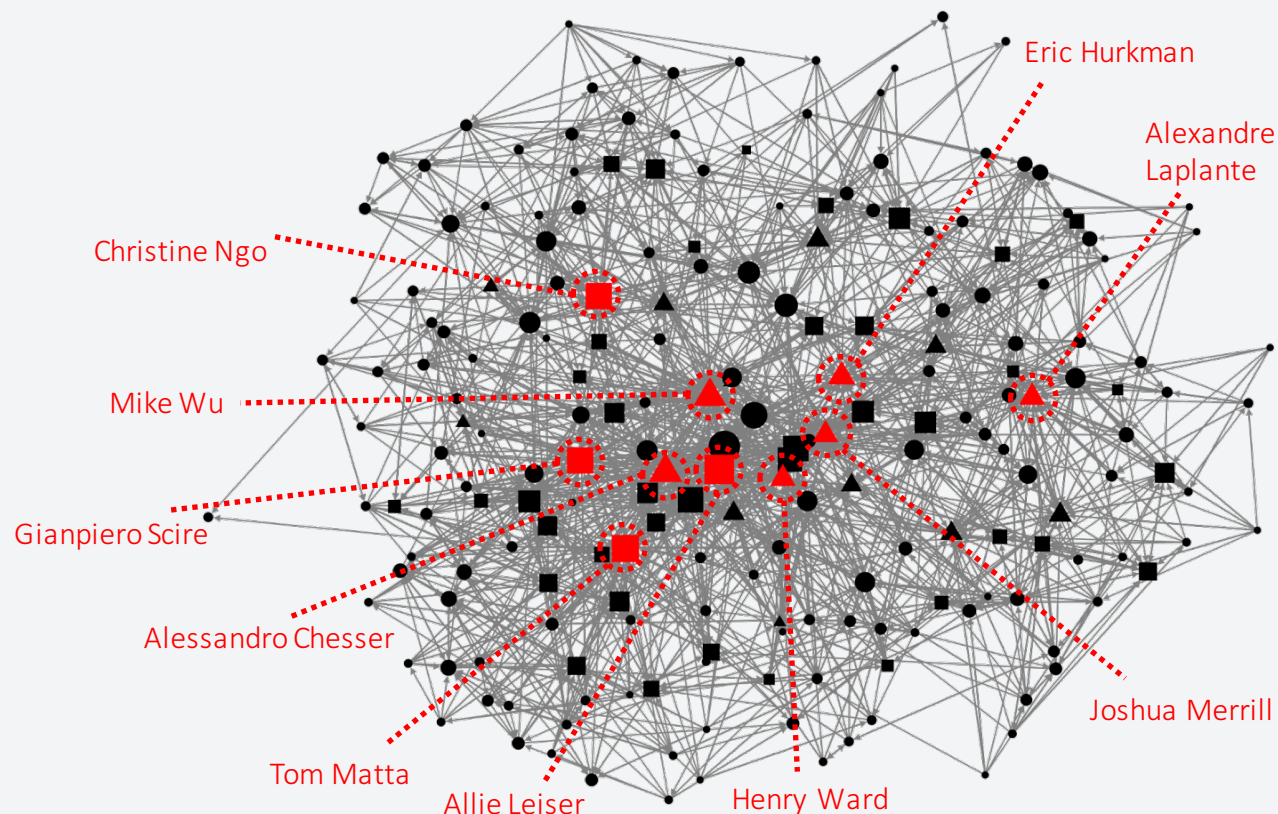 Eric Hurkman
Alexandre
Laplante
Christine Ngo
Mike Wu
Gianpiero Scire
Alessandro Chesser
Joshua Merrill
Tom Matta
Allie Leiser
Henry Ward